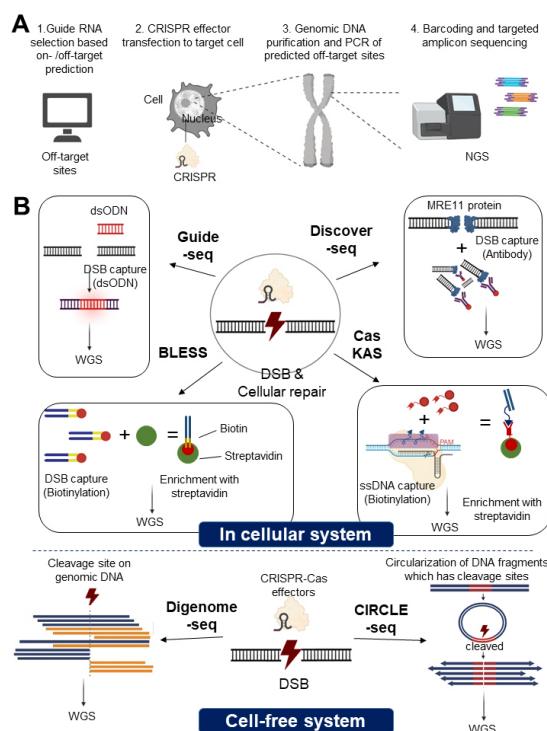 A
1.Guide RNA
selection based
on- /off-target
prediction
2. CRISPR effector
transfection to target cell
3. Genomic DNA
purification and PCR of
predicted off-target sites
4. Barcoding and targeted
amplicon sequencing
Off-target
sites
Cell
Nucleus
CRISPR
NGS
B
dsODN
DSB capture
(dsODN)
WGS
Guide
-seq
Discover
-seq
MRE11 protein
+
DSB capture
(Antibody)
WGS
BLESS
Cas
KAS
DSB &
Cellular repair
+
=
Biotin
Streptavidin
DSB capture
(Biotinylation)
Enrichment with
streptavidin
WGS
+
=
PAM
ssDNA capture
(Biotinylation)
Enrichment with
streptavidin
WGS
In cellular system
Cleavage site on
genomic DNA
WGS
Digenome
-seq
CRISPR-Cas
effectors
DSB
CIRCLE
-seq
Circularization of DNA fragments
which has cleavage sites
cleaved
WGS
Cell-free system